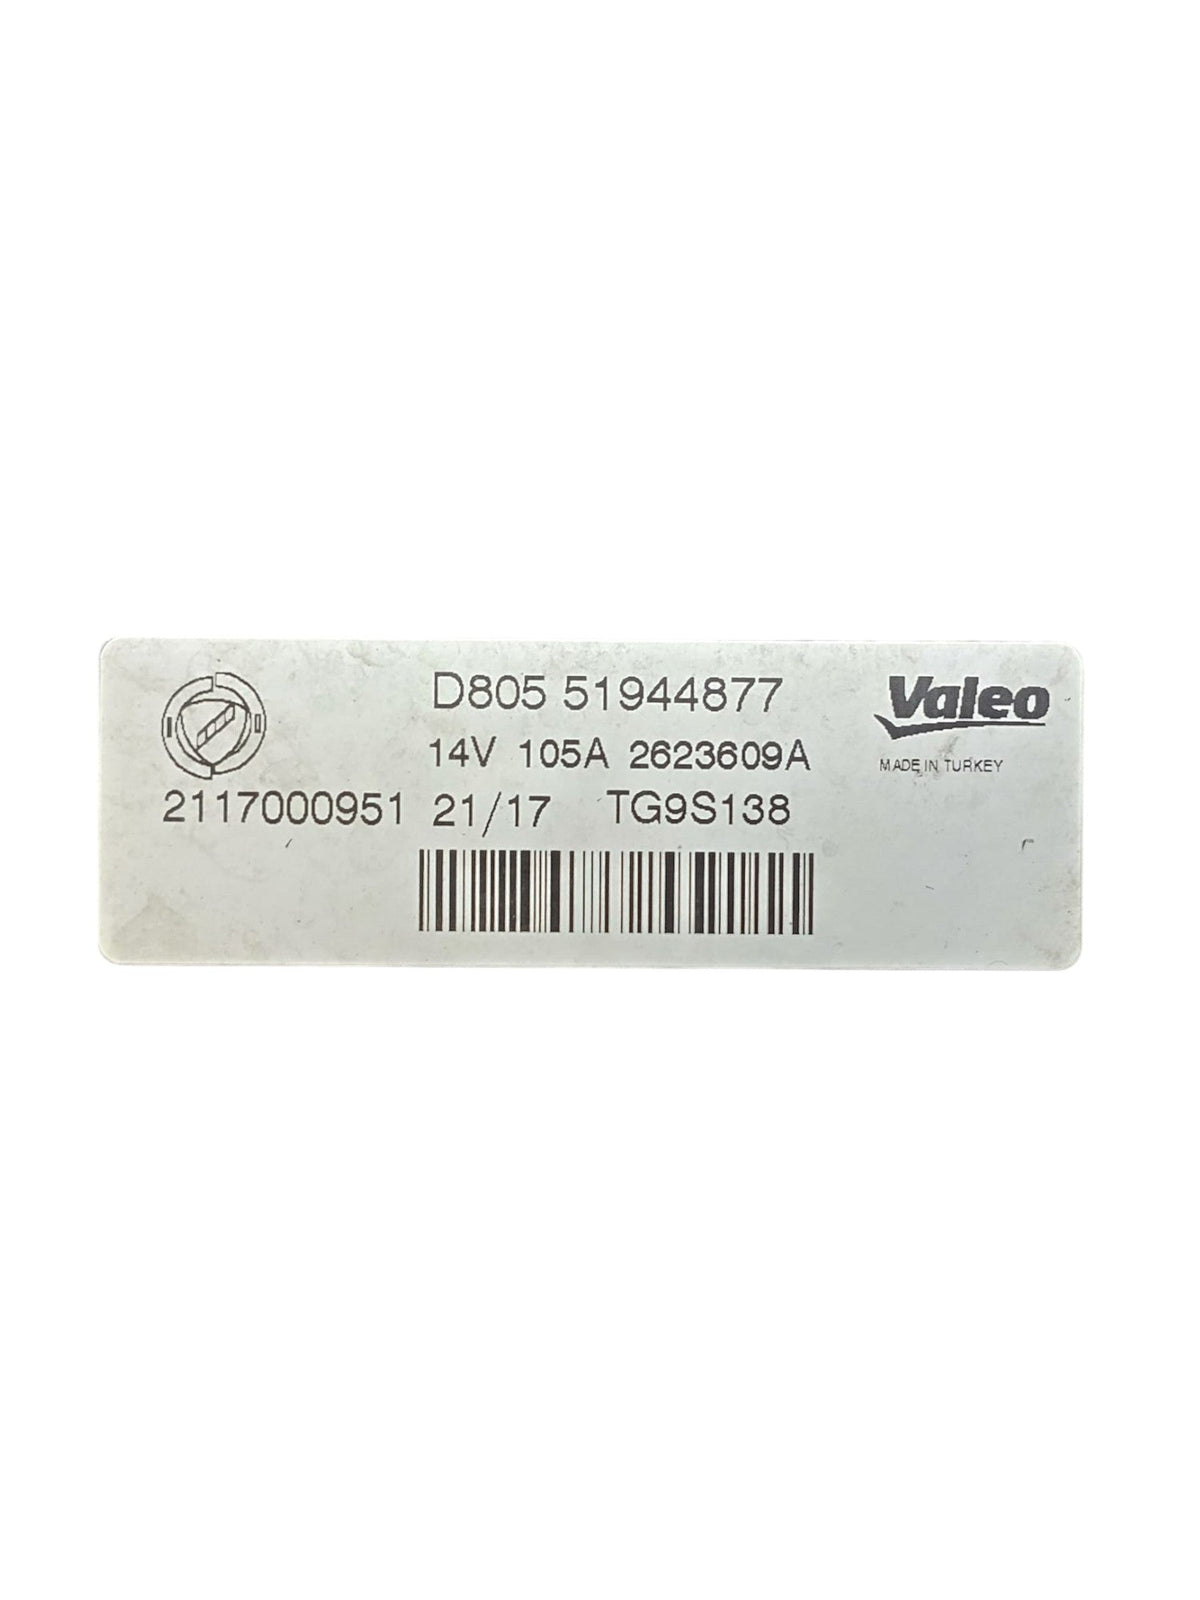 D805 51944877
Valeo
14V 105A 2623609A
MADE IN TURKEY
2117000951 21/17 TG9S138